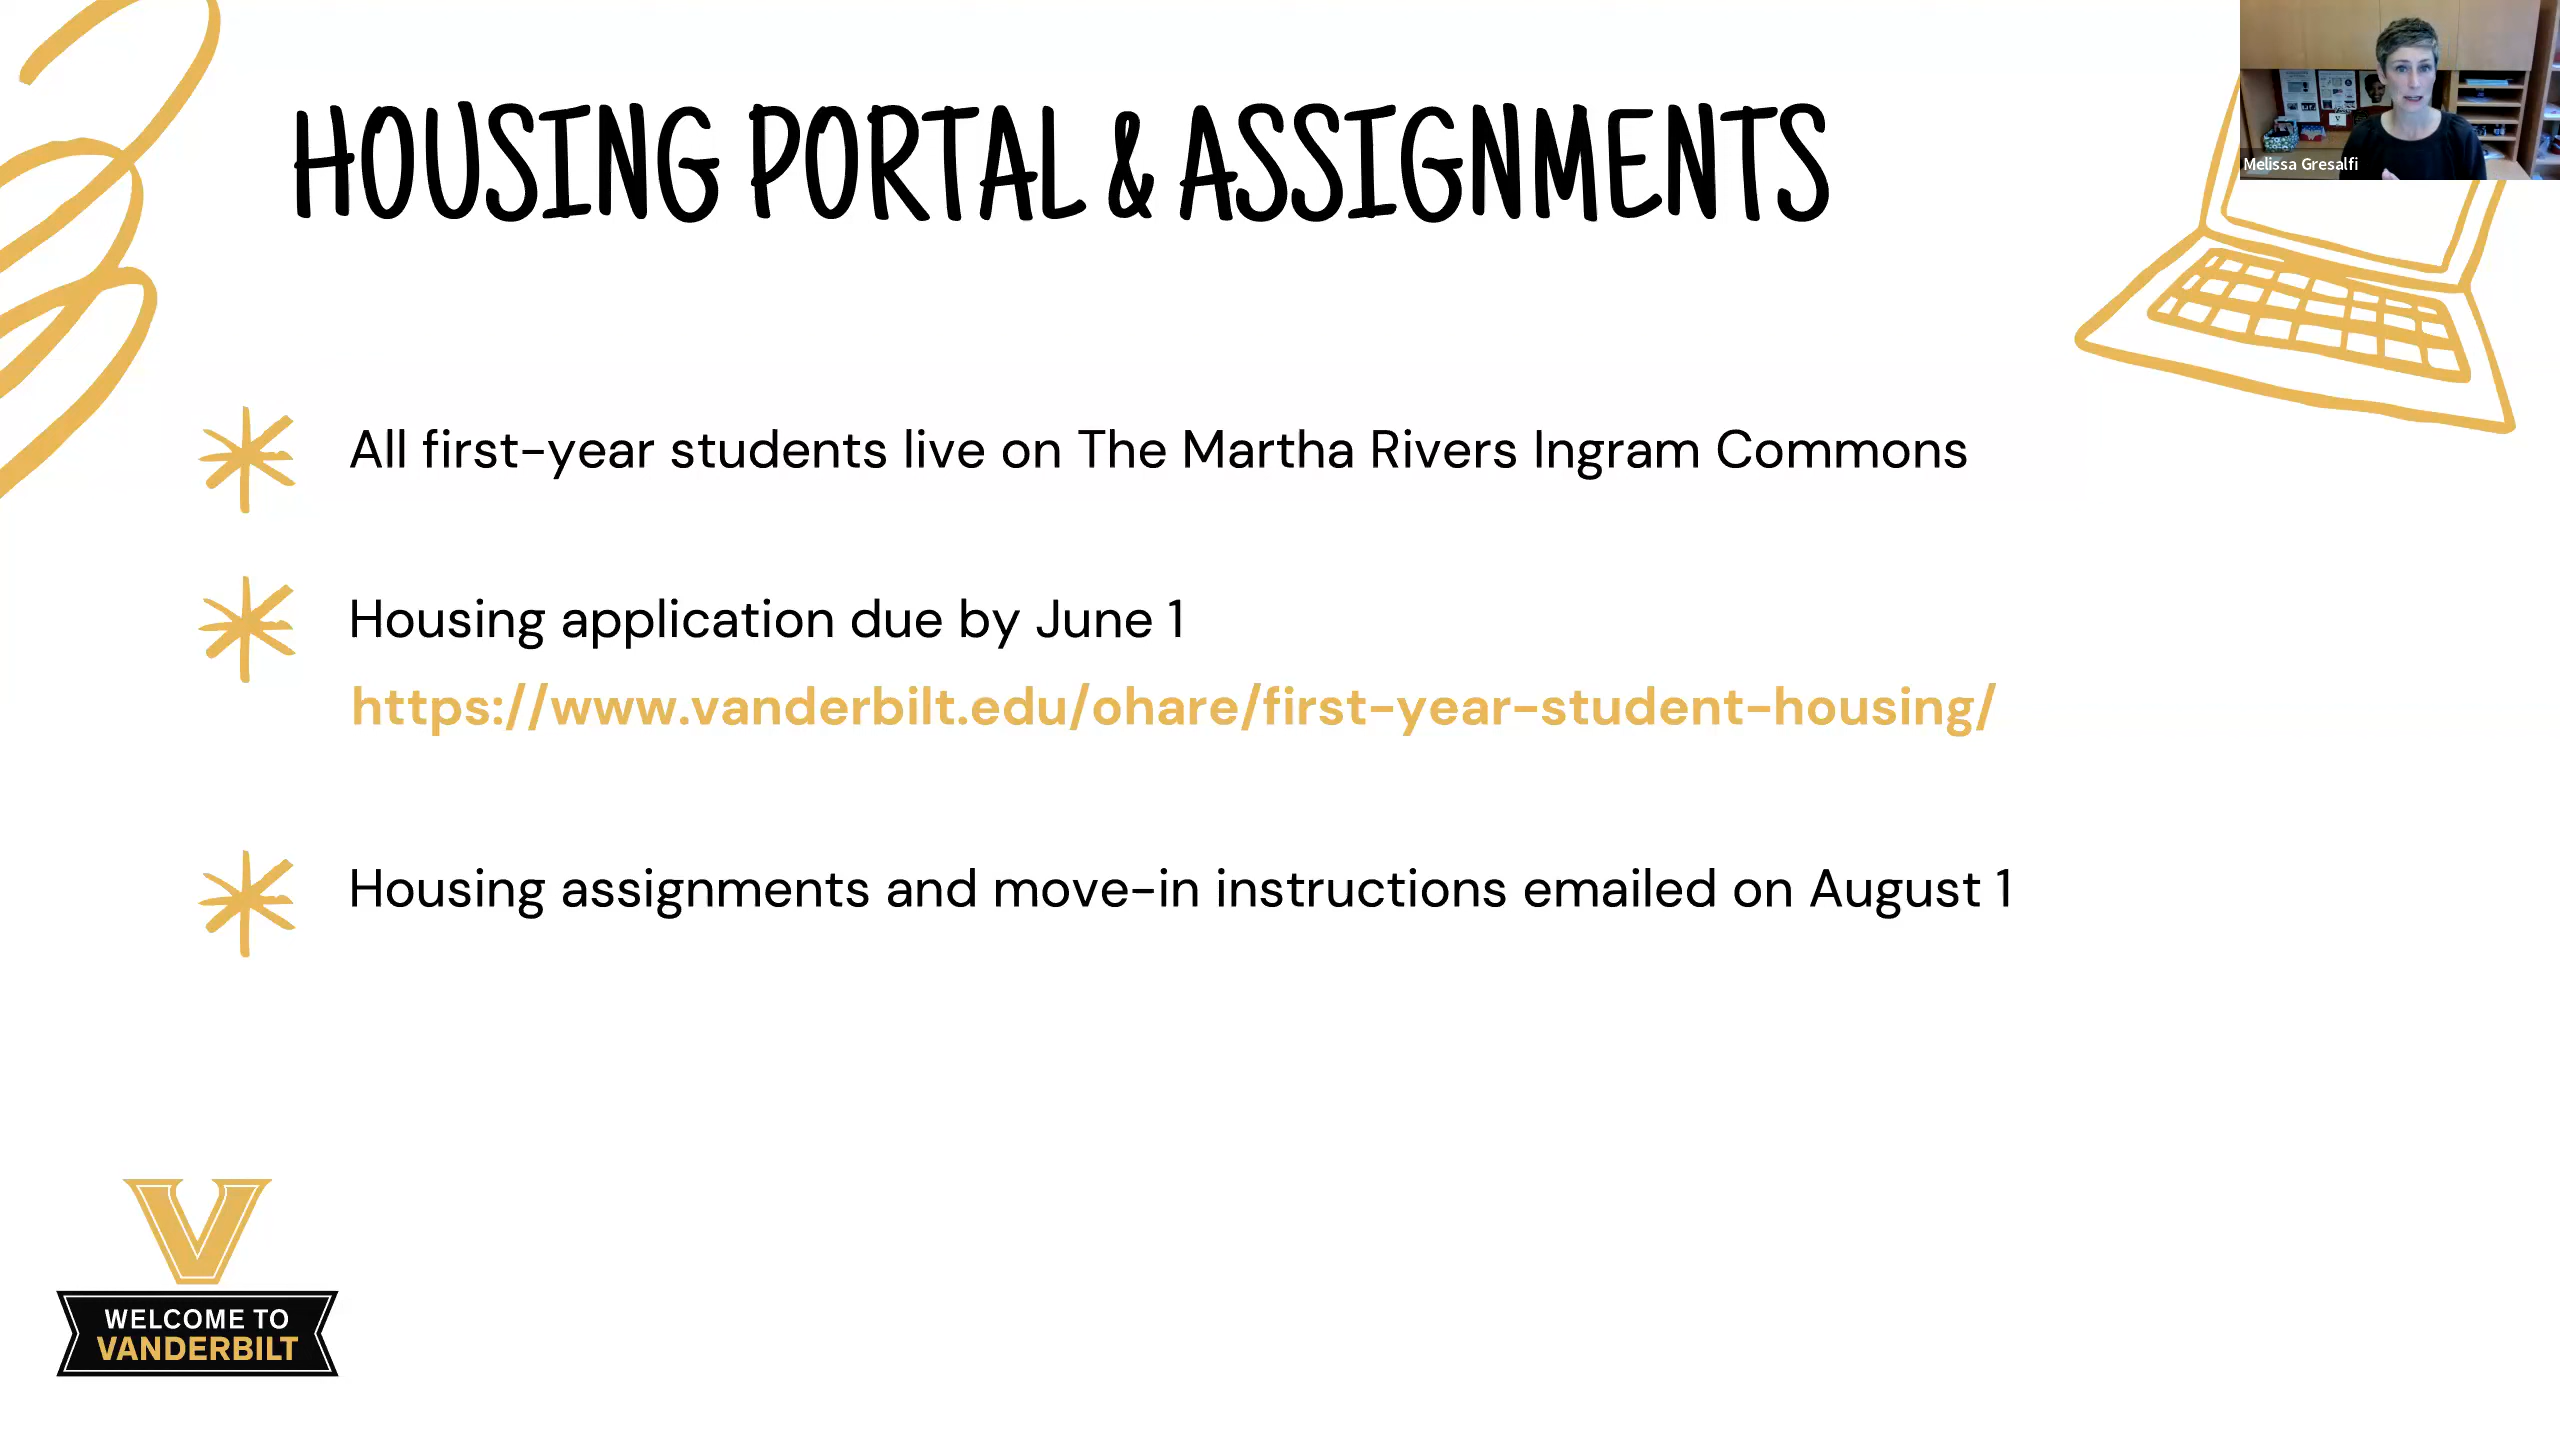 HOUSING PORTAL & ASSIGNMENTS
Melissa Gresalfi
All first-year students live on The Martha Rivers Ingram Commons
Housing application due by June 1
https://www.vanderbilt.edu/ohare/first-year-student-housing/
Housing assignments and move-in instructions emailed on August 1
V
WELCOME TO
VANDERBILT